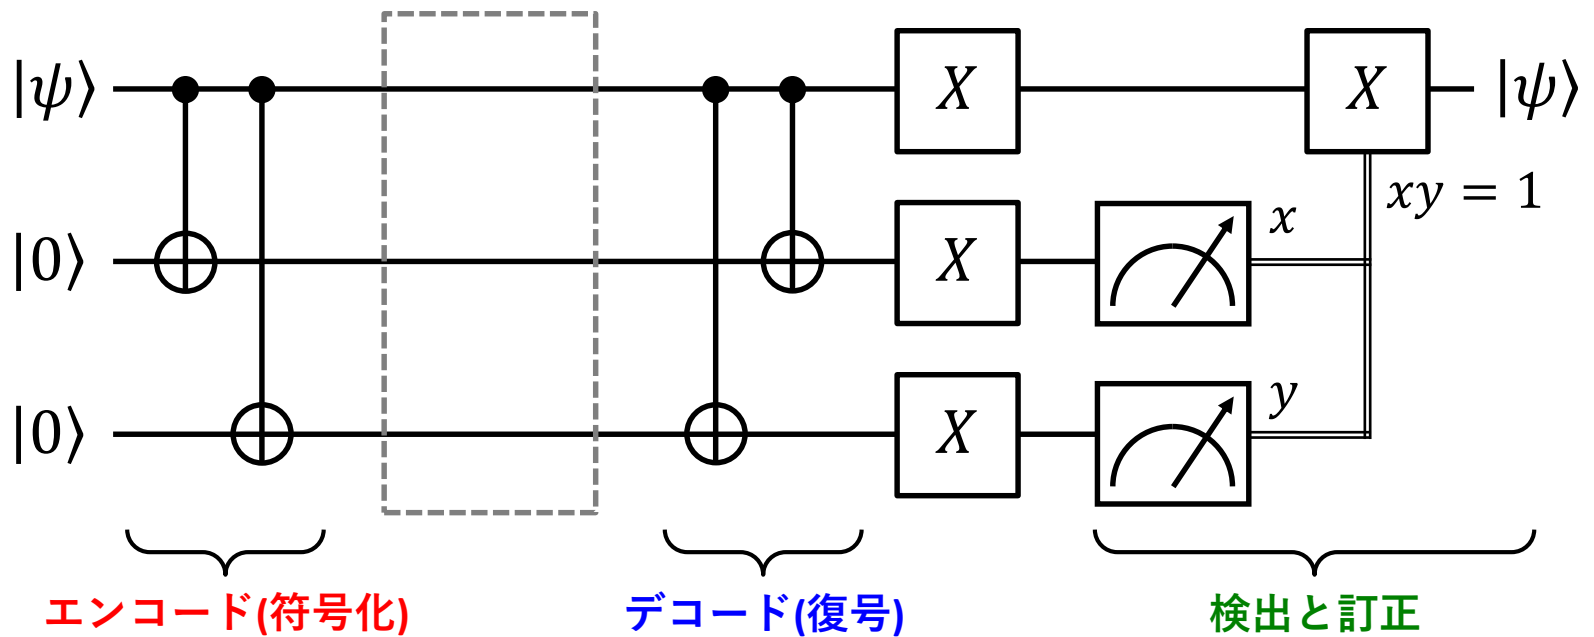 |ψ⟩ X X |ψ⟩
xy = 1
|0⟩ X x
|0⟩ X y
エンコード(符号化) デコード(復号) 検出と訂正